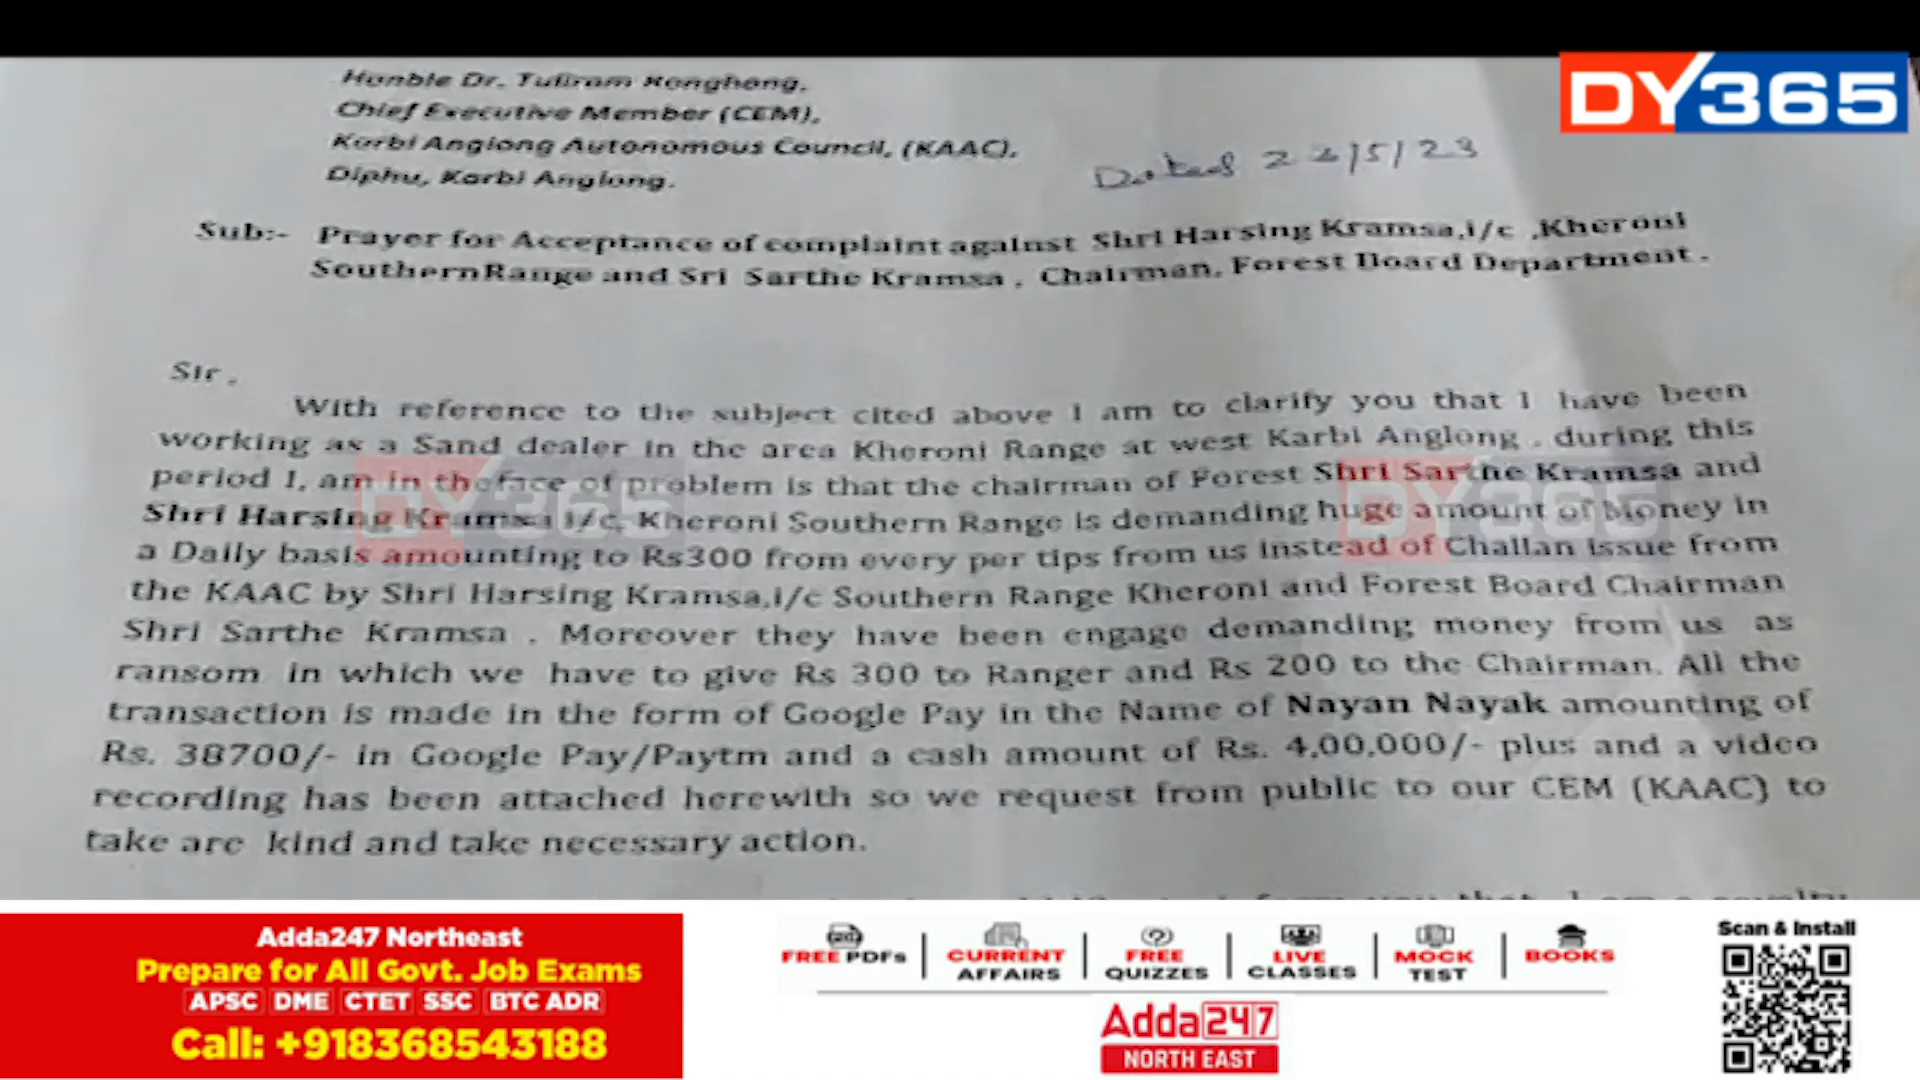 DY365
Honble Dr. Tuliram Ronghang,
Chief Executive Member (CEM),
Karbi Anglong Autonomous Council, (KAAC).
Diphu, Karbi Anglong.
Dated 22/5/23
Sub:- Prayer for Acceptance of complaint against Shri Harsing Kramsa,i/c ,Kheroni
SouthernRange and Sri Sarthe Kramsa , Chairman, Forest Board Department .
Sir ,
With reference to the subject cited above I am to clarify you that I have been
working as a Sand dealer in the area Kheroni Range at west Karbi Anglong . during this
period I, am in the face of problem is that the chairman of Forest Shri Sarthe Kramsa and
Shri Harsing Kramsa i/c, Kheroni Southern Range is demanding huge amount of Money in
a Daily basis amounting to Rs300 from every per tips from us instead of Challan Issue from
the KAAC by Shri Harsing Kramsa,i/c Southern Range Kheroni and Forest Board Chairman
Shri Sarthe Kramsa . Moreover they have been engage demanding money from us as
ransom in which we have to give Rs 300 to Ranger and Rs 200 to the Chairman. All the
transaction is made in the form of Google Pay in the Name of Nayan Nayak amounting of
Rs. 38700/- in Google Pay/Paytm and a cash amount of Rs. 4,00,000/- plus and a video
recording has been attached herewith so we request from public to our CEM (KAAC) to
take are kind and take necessary action.
DY365
DY365
Adda247 Northeast
Prepare for All Govt. Job Exams
APSC DME CTET SSC BTC ADR
Call: +918368543188
FREE PDFs
CURRENT AFFAIRS
FREE QUIZZES
LIVE CLASSES
MOCK TEST
BOOKS
Adda247
NORTH EAST
Scan & Install